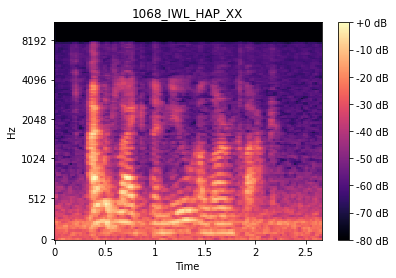 1068_IWL_HAP_XX
+0 dB
8192
-10 dB
4096
-20 dB
-30 dB
2048
Hz
-40 dB
1024
-50 dB
512
-60 dB
-70 dB
0
-80 dB
0 0.5 1 1.5 2 2.5
Time